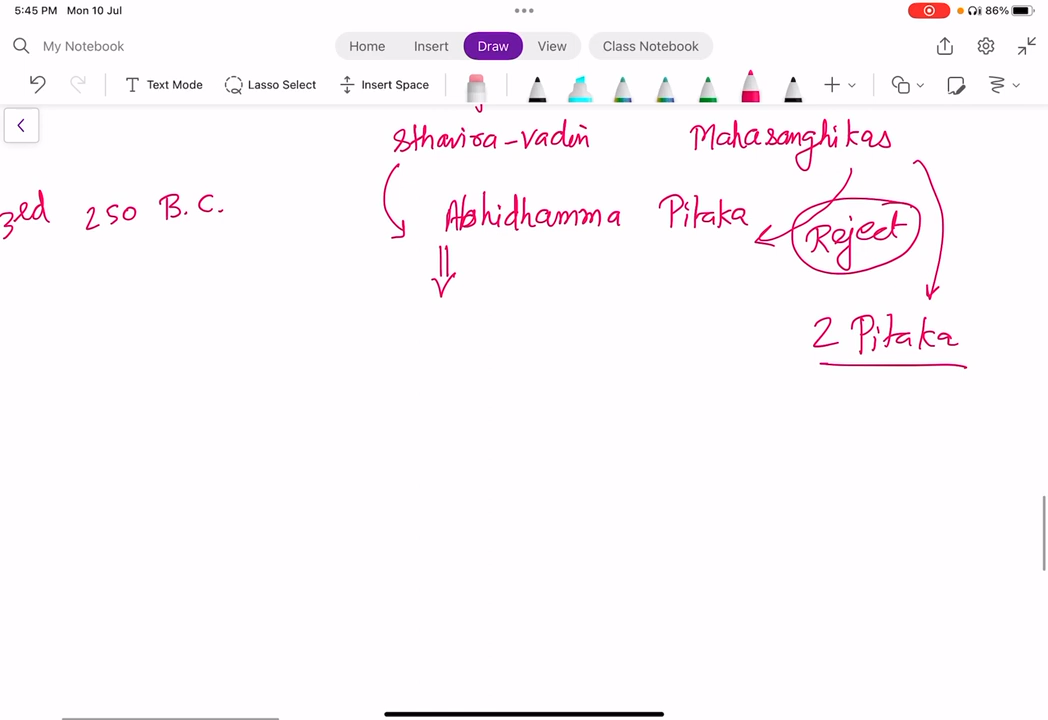 5:45 PM Mon 10 Jul
86%
My Notebook
Home Insert Draw View Class Notebook
Text Mode Lasso Select Insert Space
Sthavira-vadin Mahasanghikas
3rd 250 B.C.
Abhidhamma Pitaka
Reject
2 Pitaka